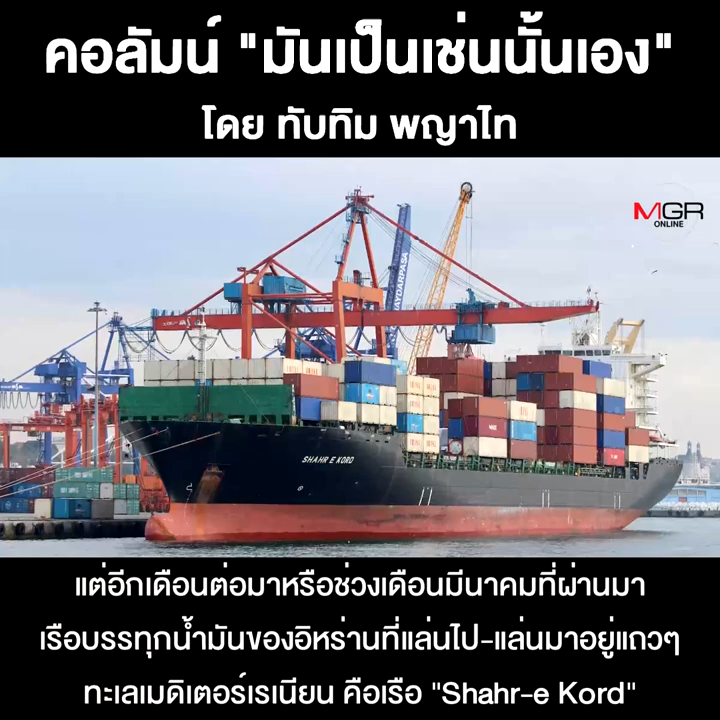 คอลัมน์ "มันเป็นเช่นนั้นเอง"
โดย ทับทิม พญาไท
MGR
ONLINE
HAYDARPASA
SHAHR E KORD
แต่อีกเดือนต่อมาหรือช่วงเดือนมีนาคมที่ผ่านมา
เรือบรรทุกน้ำมันของอิหร่านที่แล่นไป-แล่นมาอยู่แถวๆ
ทะเลเมดิเตอร์เรเนียน คือเรือ "Shahr-e Kord"